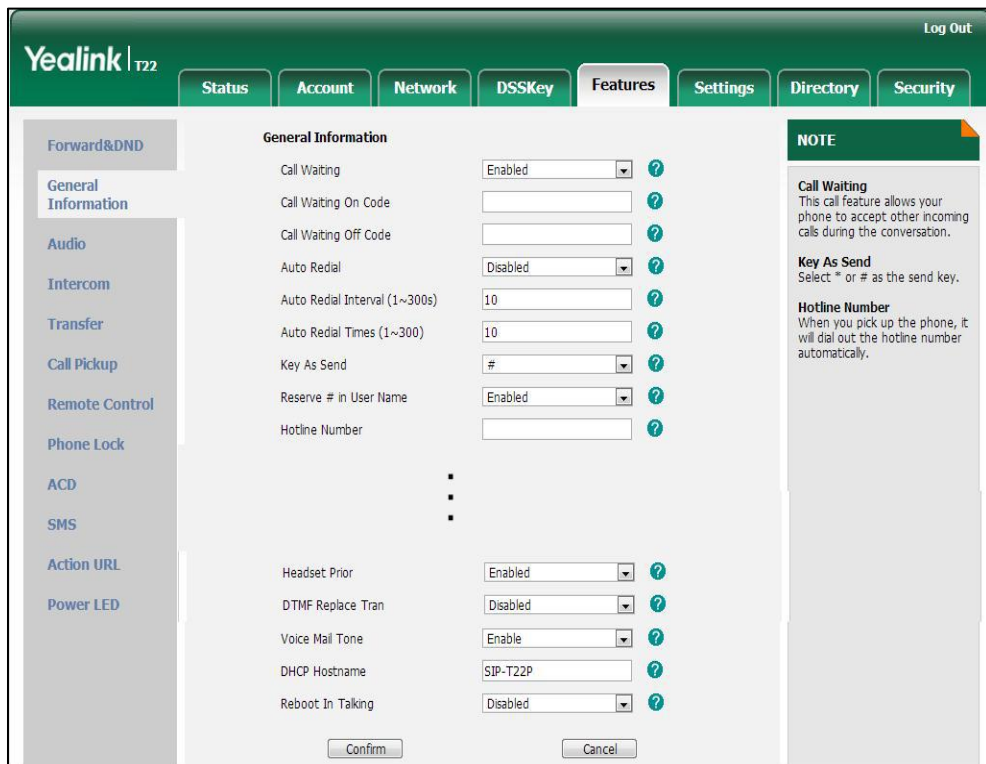 Log Out
Yealink T22
Status Account Network DSSKey Features Settings Directory Security
Forward&DND
General
Information
Audio
Intercom
Transfer
Call Pickup
Remote Control
Phone Lock
ACD
SMS
Action URL
Power LED
General Information
Call Waiting Enabled ?
Call Waiting On Code ?
Call Waiting Off Code ?
Auto Redial Disabled ?
Auto Redial Interval (1~300s) 10 ?
Auto Redial Times (1~300) 10 ?
Key As Send # ?
Reserve # in User Name Enabled ?
Hotline Number ?
Headset Prior Enabled ?
DTMF Replace Tran Disabled ?
Voice Mail Tone Enable ?
DHCP Hostname SIP-T22P ?
Reboot In Talking Disabled ?
Confirm Cancel
NOTE
Call Waiting
This call feature allows your
phone to accept other incoming
calls during the conversation.
Key As Send
Select * or # as the send key.
Hotline Number
When you pick up the phone, it
will dial out the hotline number
automatically.